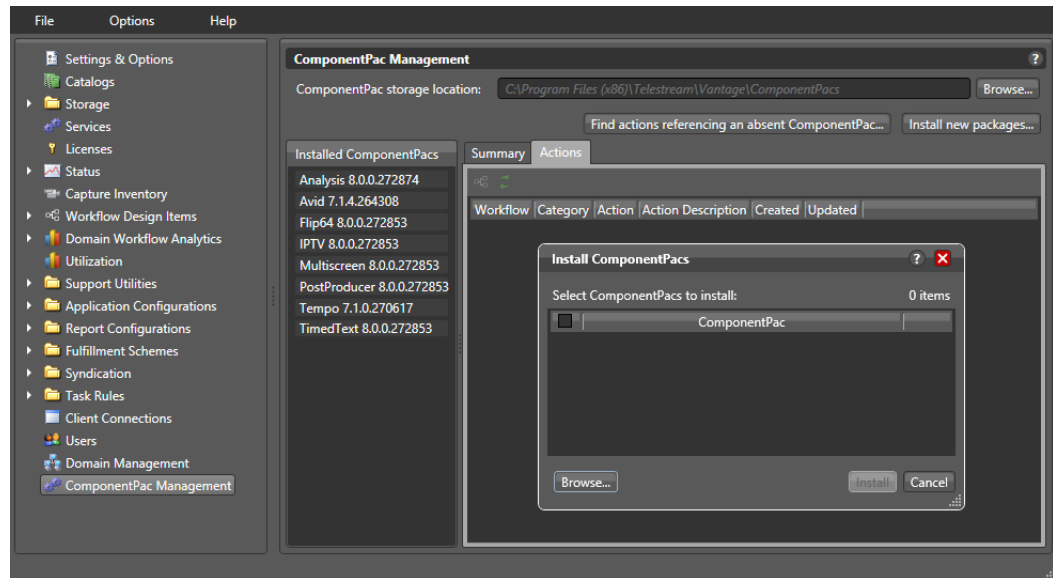 File Options Help
Settings & Options
Catalogs
Storage
Services
Licenses
Status
Capture Inventory
Workflow Design Items
Domain Workflow Analytics
Utilization
Support Utilities
Application Configurations
Report Configurations
Fulfillment Schemes
Syndication
Task Rules
Client Connections
Users
Domain Management
ComponentPac Management
ComponentPac Management ?
ComponentPac storage location: C:\Program Files (x86)\Telestream\Vantage\ComponentPacs Browse...
Find actions referencing an absent ComponentPac... Install new packages...
Installed ComponentPacs
Analysis 8.0.0.272874
Avid 7.1.4.264308
Flip64 8.0.0.272853
IPTV 8.0.0.272853
Multiscreen 8.0.0.272853
PostProducer 8.0.0.272853
Tempo 7.1.0.270617
TimedText 8.0.0.272853
Summary Actions
Workflow Category Action Action Description Created Updated
Install ComponentPacs ? X
Select ComponentPacs to install: 0 items
ComponentPac
Browse... Install Cancel